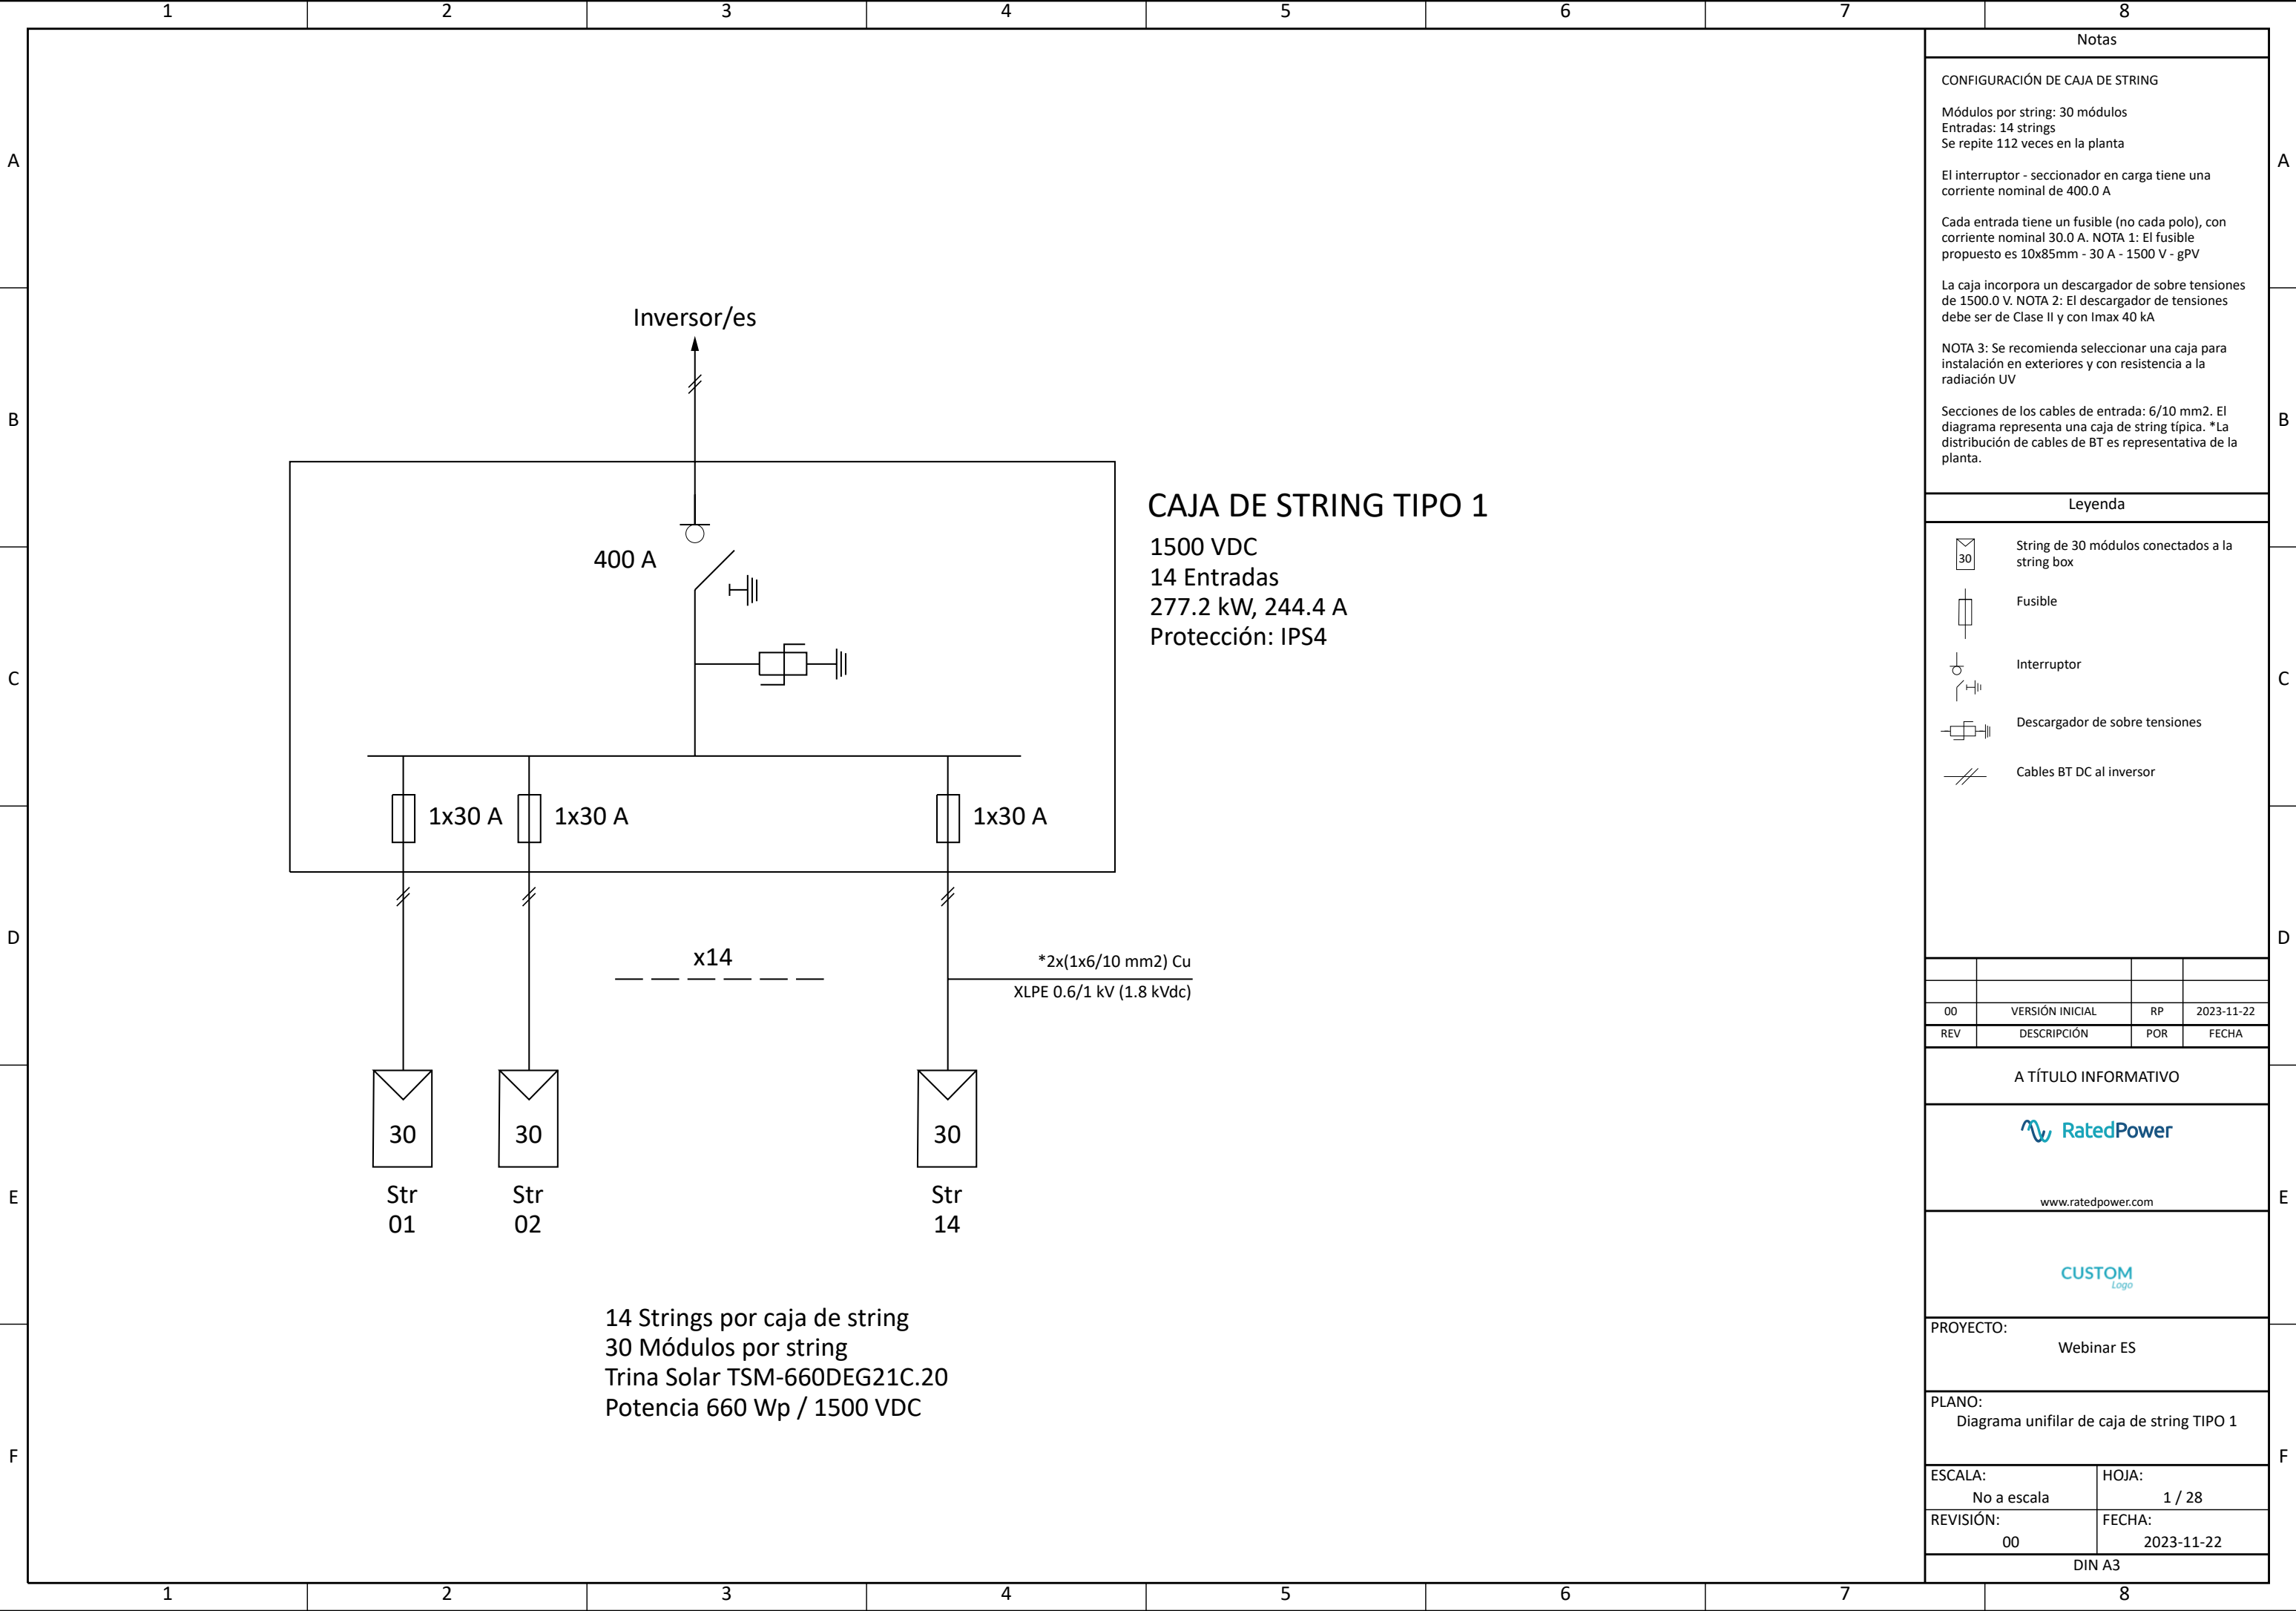 1 2 3 4 5 6 7 8
A
B
C
D
E
F
Inversor/es
400 A
CAJA DE STRING TIPO 1
1500 VDC
14 Entradas
277.2 kW, 244.4 A
Protección: IPS4
1x30 A 1x30 A 1x30 A
x14
*2x(1x6/10 mm2) Cu
XLPE 0.6/1 kV (1.8 kVdc)
30 30 30
Str Str Str
01 02 14
14 Strings por caja de string
30 Módulos por string
Trina Solar TSM-660DEG21C.20
Potencia 660 Wp / 1500 VDC
Notas
CONFIGURACIÓN DE CAJA DE STRING
Módulos por string: 30 módulos
Entradas: 14 strings
Se repite 112 veces en la planta
El interruptor - seccionador en carga tiene una
corriente nominal de 400.0 A
Cada entrada tiene un fusible (no cada polo), con
corriente nominal 30.0 A. NOTA 1: El fusible
propuesto es 10x85mm - 30 A - 1500 V - gPV
La caja incorpora un descargador de sobre tensiones
de 1500.0 V. NOTA 2: El descargador de tensiones
debe ser de Clase II y con Imax 40 kA
NOTA 3: Se recomienda seleccionar una caja para
instalación en exteriores y con resistencia a la
radiación UV
Secciones de los cables de entrada: 6/10 mm2. El
diagrama representa una caja de string típica. *La
distribución de cables de BT es representativa de la
planta.
Leyenda
30
String de 30 módulos conectados a la
string box
Fusible
Interruptor
Descargador de sobre tensiones
Cables BT DC al inversor
00 VERSIÓN INICIAL RP 2023-11-22
REV DESCRIPCIÓN POR FECHA
A TÍTULO INFORMATIVO
RatedPower
www.ratedpower.com
CUSTOM
Logo
PROYECTO:
Webinar ES
PLANO:
Diagrama unifilar de caja de string TIPO 1
ESCALA: HOJA:
No a escala 1 / 28
REVISIÓN: FECHA:
00 2023-11-22
DIN A3
A
B
C
D
E
F
1 2 3 4 5 6 7 8